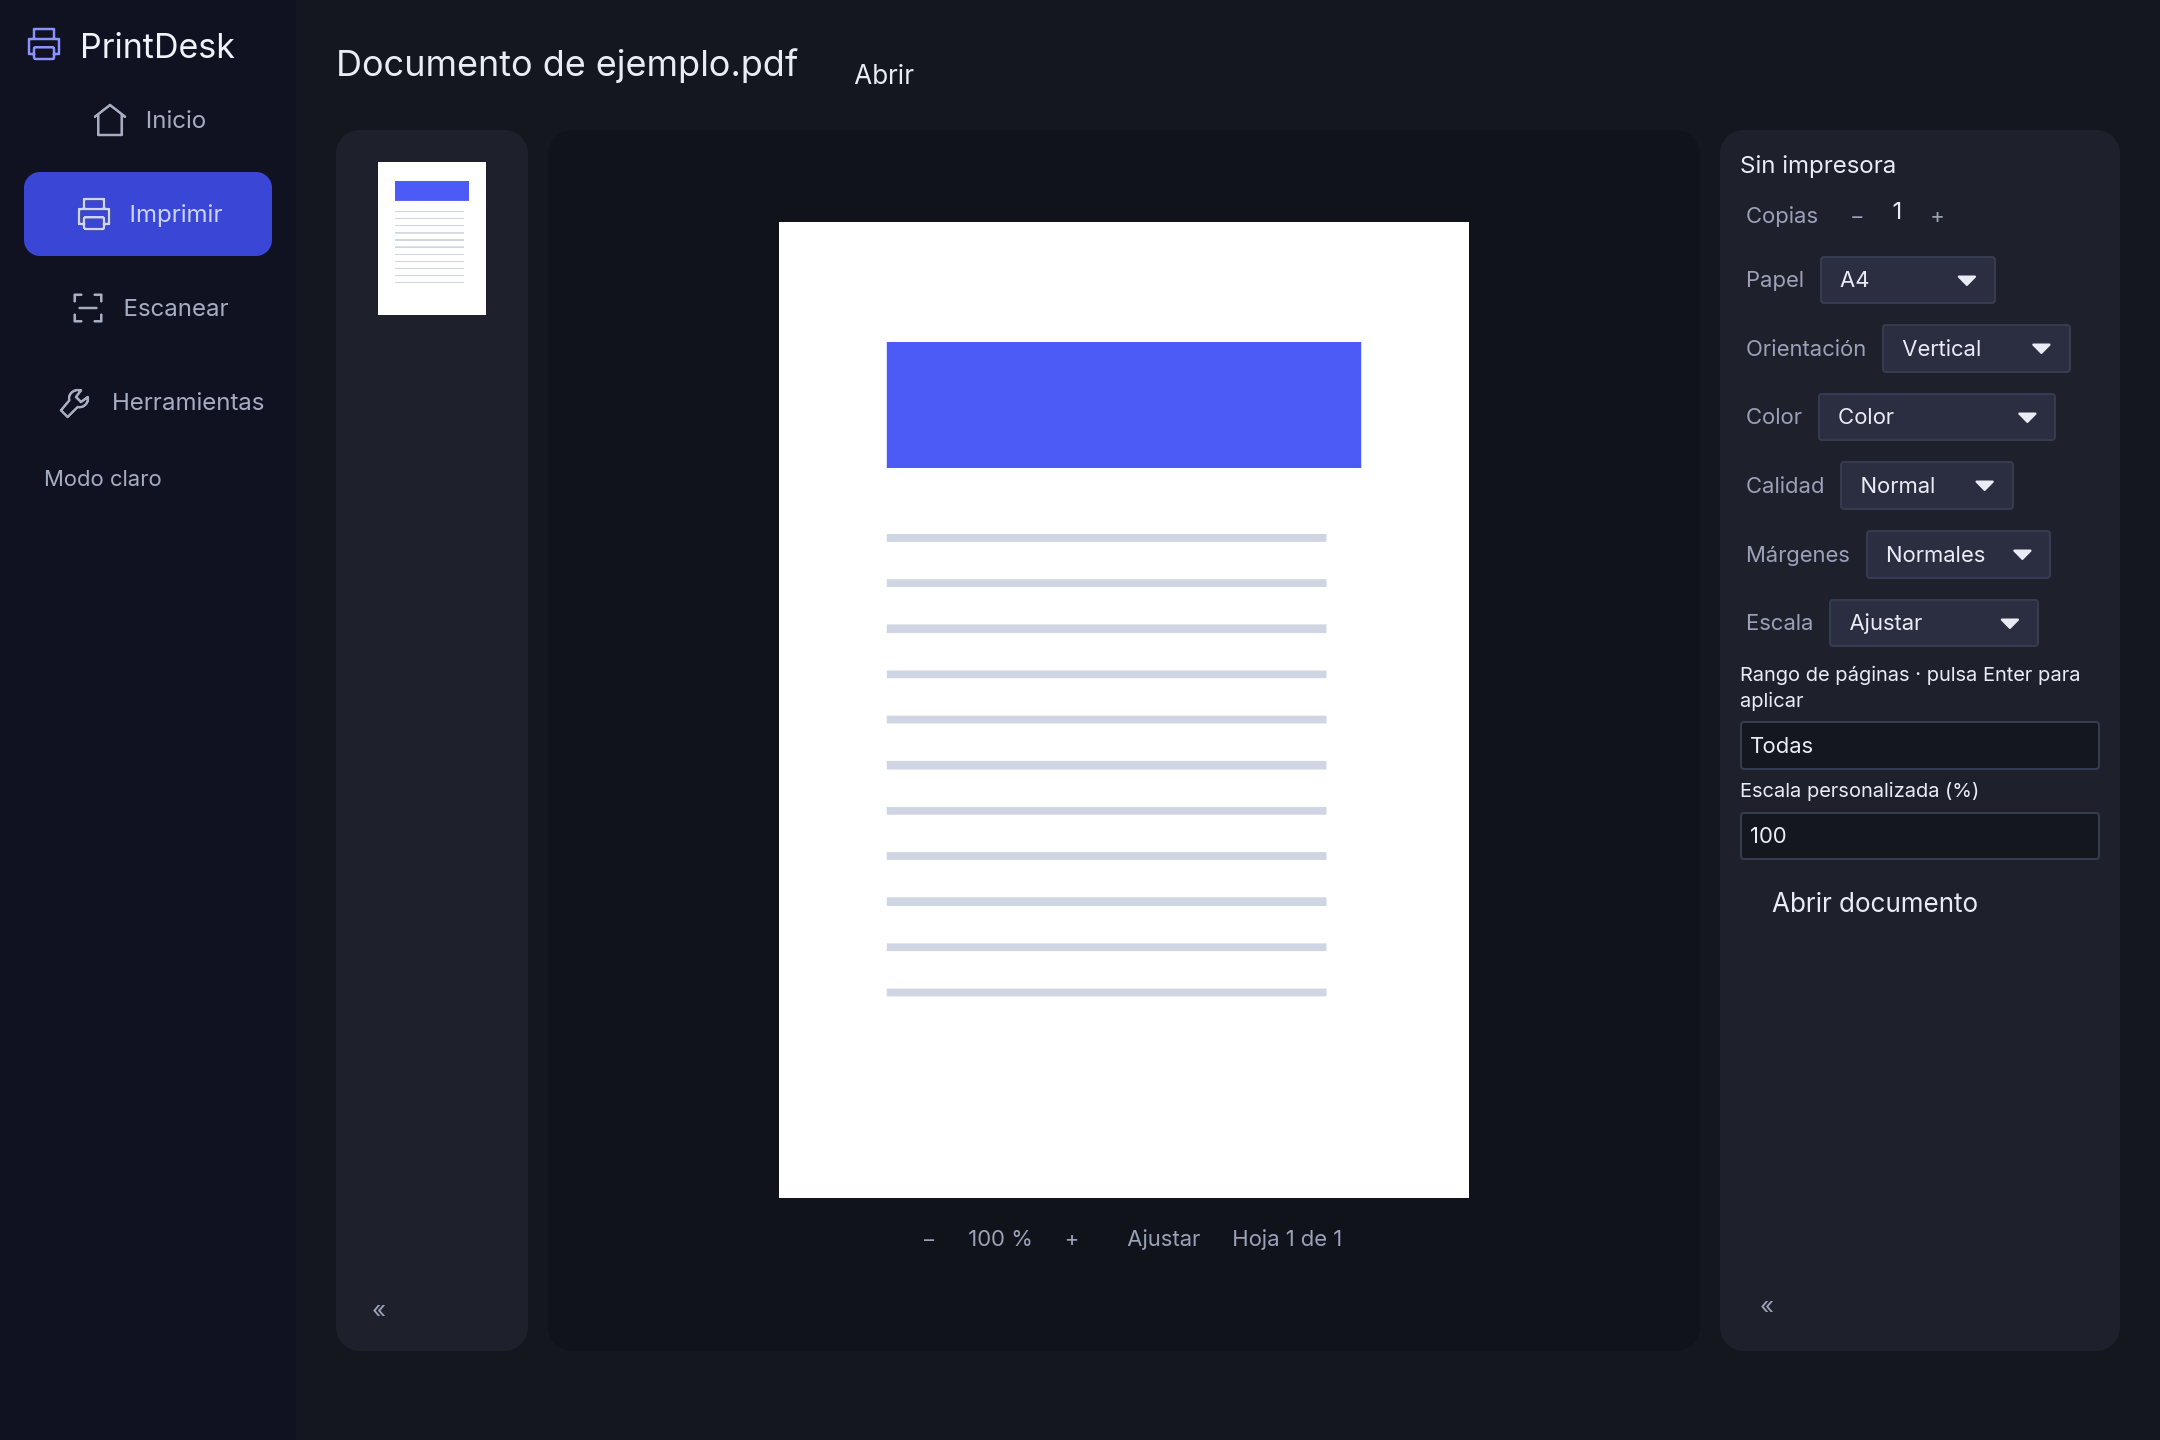 PrintDesk
Inicio
Imprimir
Escanear
Herramientas
Modo claro
Documento de ejemplo.pdf
Abrir
«
− 100 % + Ajustar Hoja 1 de 1
Sin impresora
Copias − 1 +
Papel A4
Orientación Vertical
Color Color
Calidad Normal
Márgenes Normales
Escala Ajustar
Rango de páginas · pulsa Enter para
aplicar
Todas
Escala personalizada (%)
100
Abrir documento
«